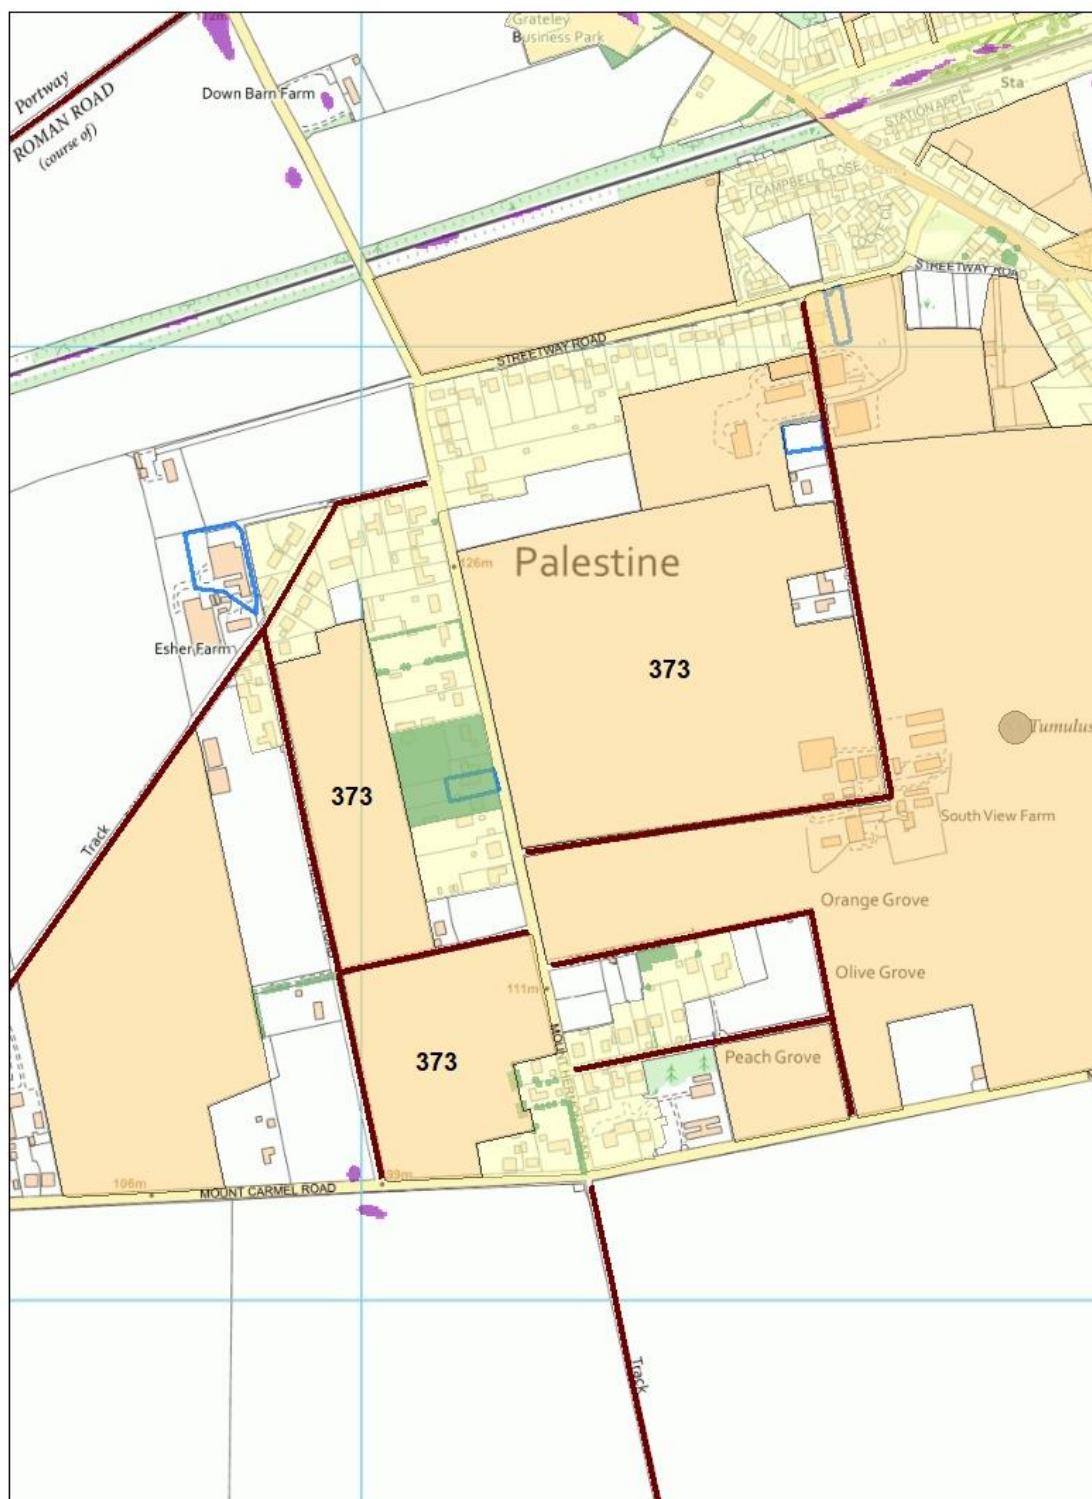 172m
Grateley
Business Park
Portway
ROMAN ROAD
(course of)
Down Barn Farm
Sta
STATION APP
CAMPBELL CLOSE
STREETWAY ROAD
STREETWAY ROAD
126m
Palestine
Esher Farm
373
Tumulus
373
South View Farm
Track
Orange Grove
Olive Grove
111m
373
Peach Grove
99m
106m
MOUNT CARMEL ROAD
Track